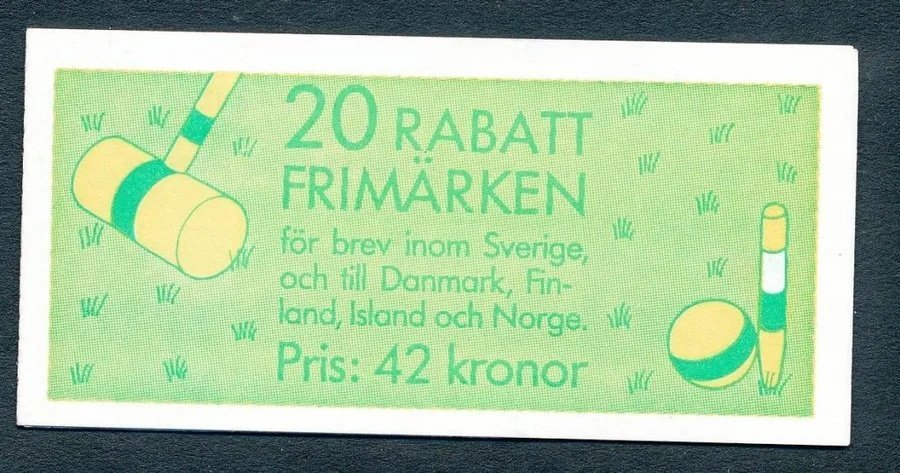 20 RABATT
FRIMÄRKEN
för brev inom Sverige,
och till Danmark, Fin-
land, Island och Norge.
Pris: 42 kronor